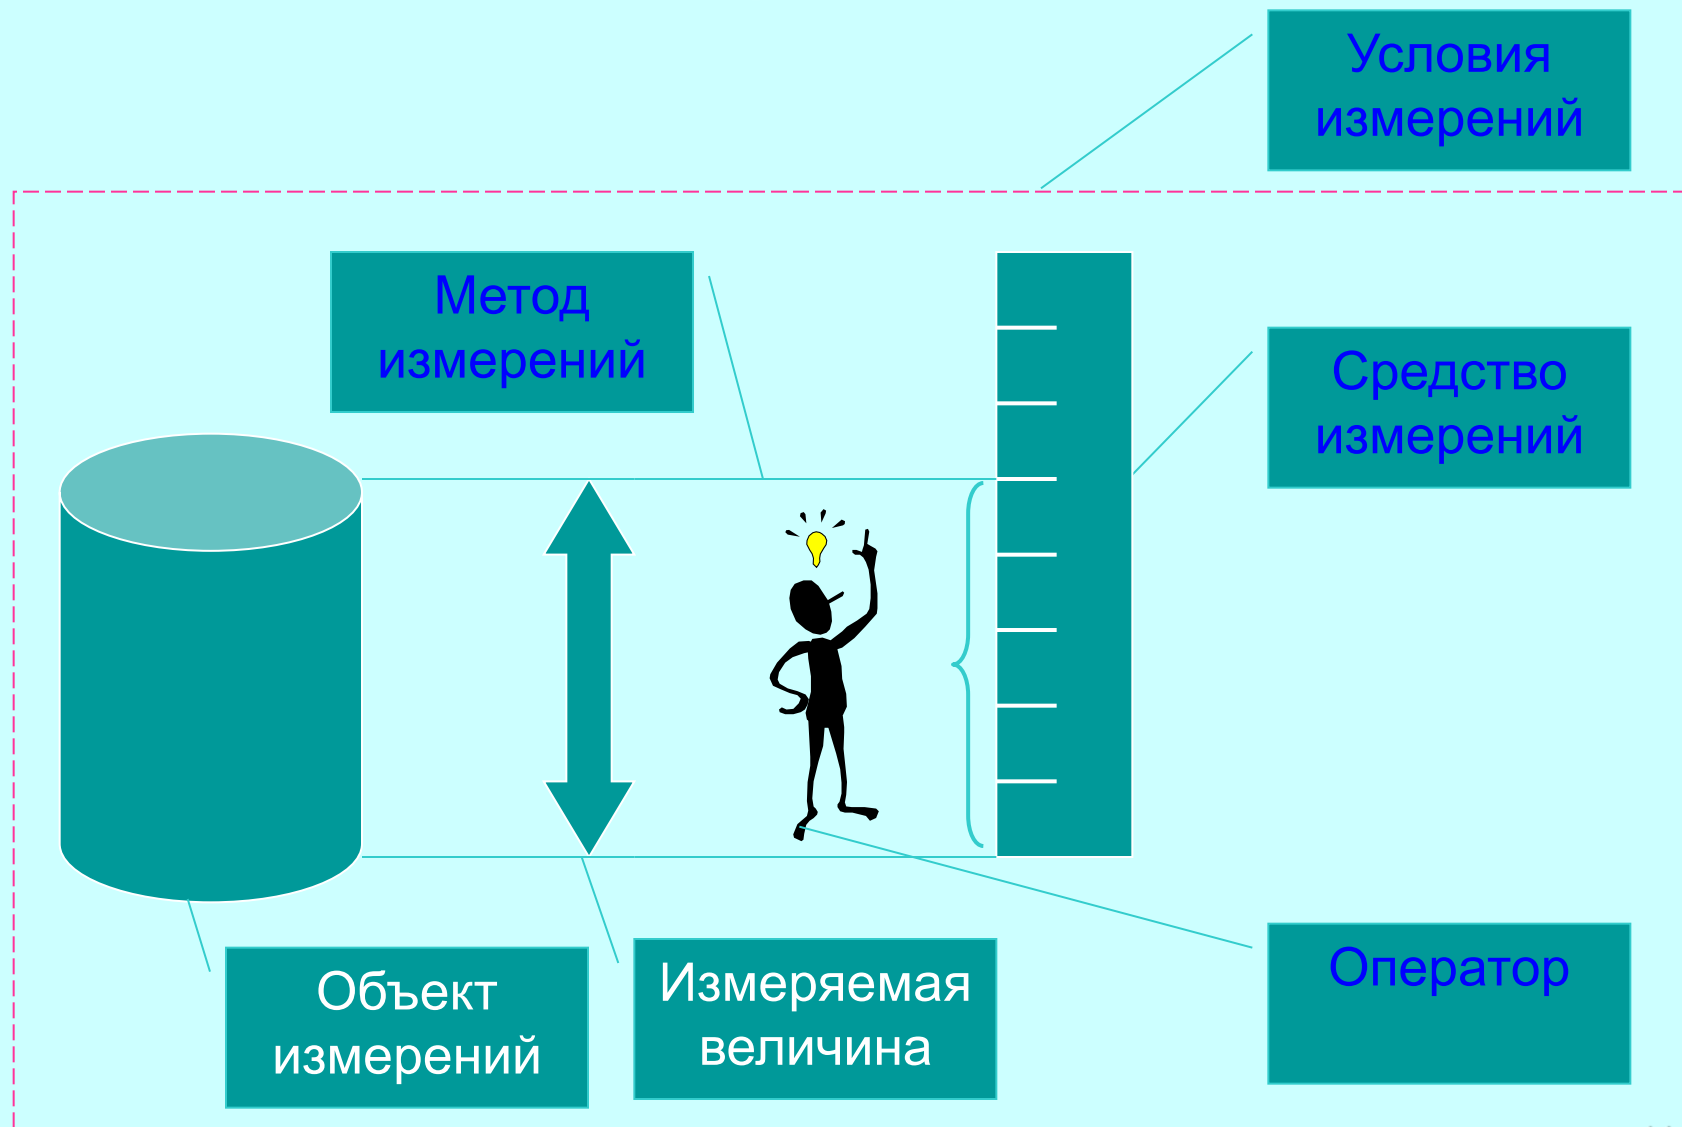 Условия
измерений
Метод
измерений
Средство
измерений
Объект
измерений
Измеряемая
величина
Оператор